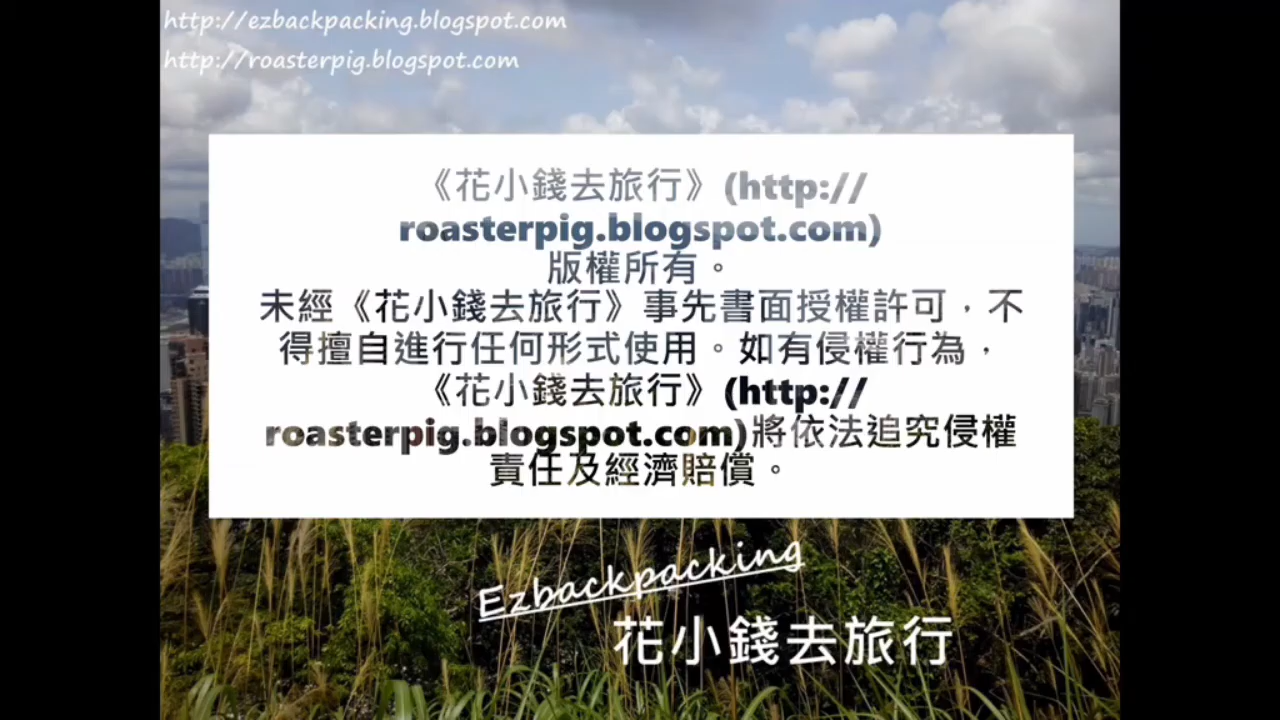 http://ezbackpacking.blogspot.com
http://roasterpig.blogspot.com
《花小錢去旅行》(http://
roasterpig.blogspot.com)
版權所有。
未經《花小錢去旅行》事先書面授權許可，不
得擅自進行任何形式使用。如有侵權行為，
《花小錢去旅行》(http://
roasterpig.blogspot.com)將依法追究侵權
責任及經濟賠償。
Ezbackpacking
花小錢去旅行